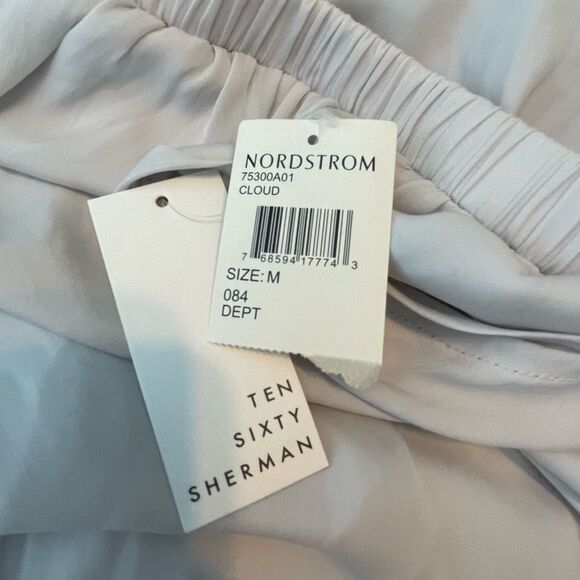 NORDSTROM
75300A01
CLOUD
7 68594 17774 3
SIZE: M
084
DEPT
TEN
SIXTY
SHERMAN